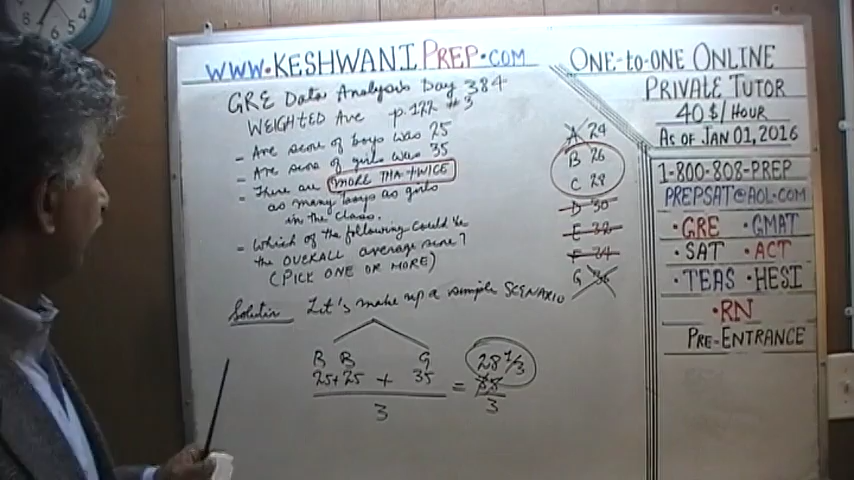 WWW.KESHWANIPREP.COM
GRE Data Analysis Day 384
WEIGHTED Ave p.122 #3
- Ave score of boys was 25
- Ave score of girls was 35
- There are MORE THA TWICE
as many boys as girls
in the class.
- Which of the following could be
the OVERALL average score?
(PICK ONE OR MORE)
A 24
B 26
C 28
D 30
E 32
F 34
G 36
Solutin Let's make up a simple SCENARIO
B B G
25+25 + 35 = 85
3 3
28 1/3
ONE-to-ONE ONLINE
PRIVATE TUTOR
40 $/HOUR
AS OF JAN 01, 2016
1-800-808-PREP
PREPSAT@AOL.COM
•GRE •GMAT
•SAT •ACT
•TEAS •HESI
•RN
PRE-ENTRANCE